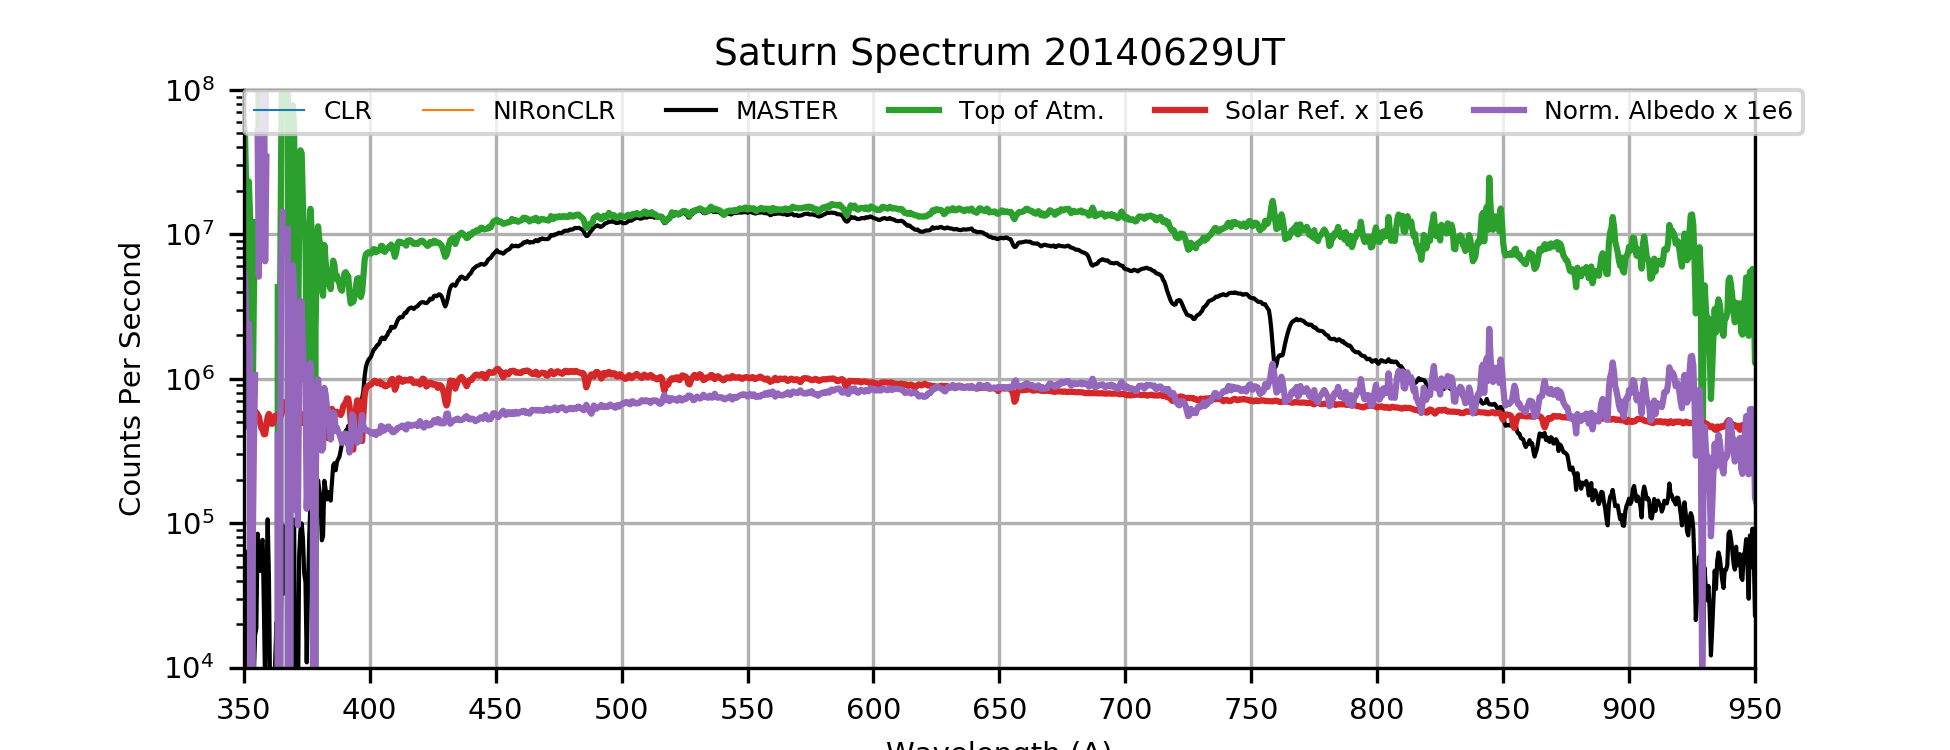 Saturn Spectrum 20140629UT
10⁸
CLR NIRonCLR MASTER Top of Atm. Solar Ref. x 1e6 Norm. Albedo x 1e6
10⁷
10⁶
10⁵
10⁴
Counts Per Second
350 400 450 500 550 600 650 700 750 800 850 900 950
Wavelength (A)